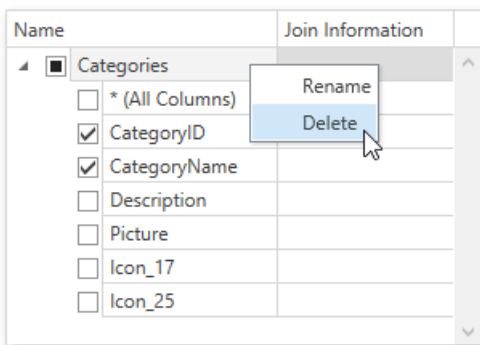 Name Join Information
Categories
* (All Columns)
Rename
CategoryID
Delete
CategoryName
Description
Picture
Icon_17
Icon_25